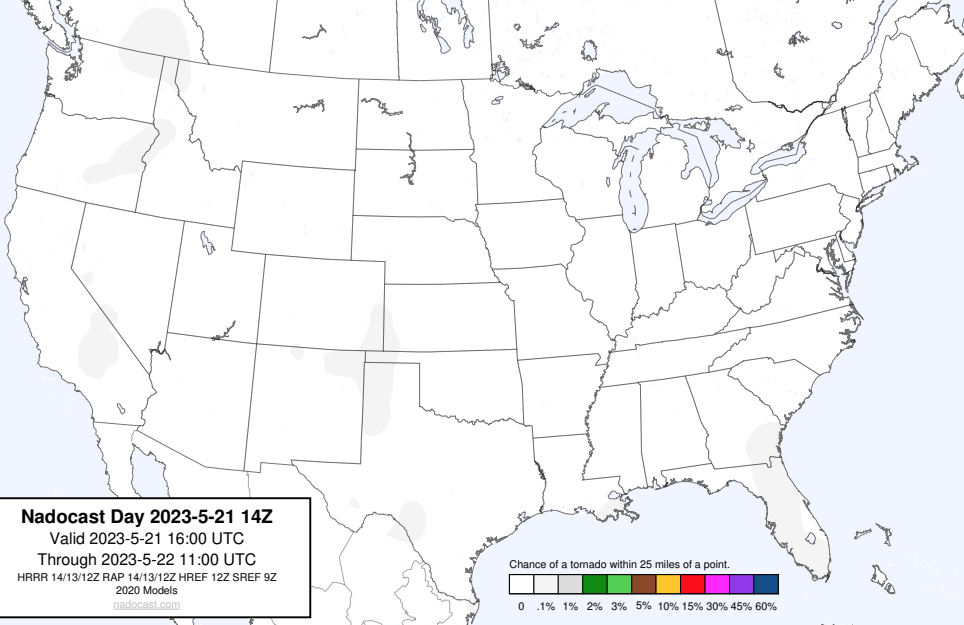 Nadocast Day 2023-5-21 14Z
Valid 2023-5-21 16:00 UTC
Through 2023-5-22 11:00 UTC
HRRR 14/13/12Z RAP 14/13/12Z HREF 12Z SREF 9Z
2020 Models
nadocast.com
Chance of a tornado within 25 miles of a point.
0 .1% 1% 2% 3% 5% 10% 15% 30% 45% 60%